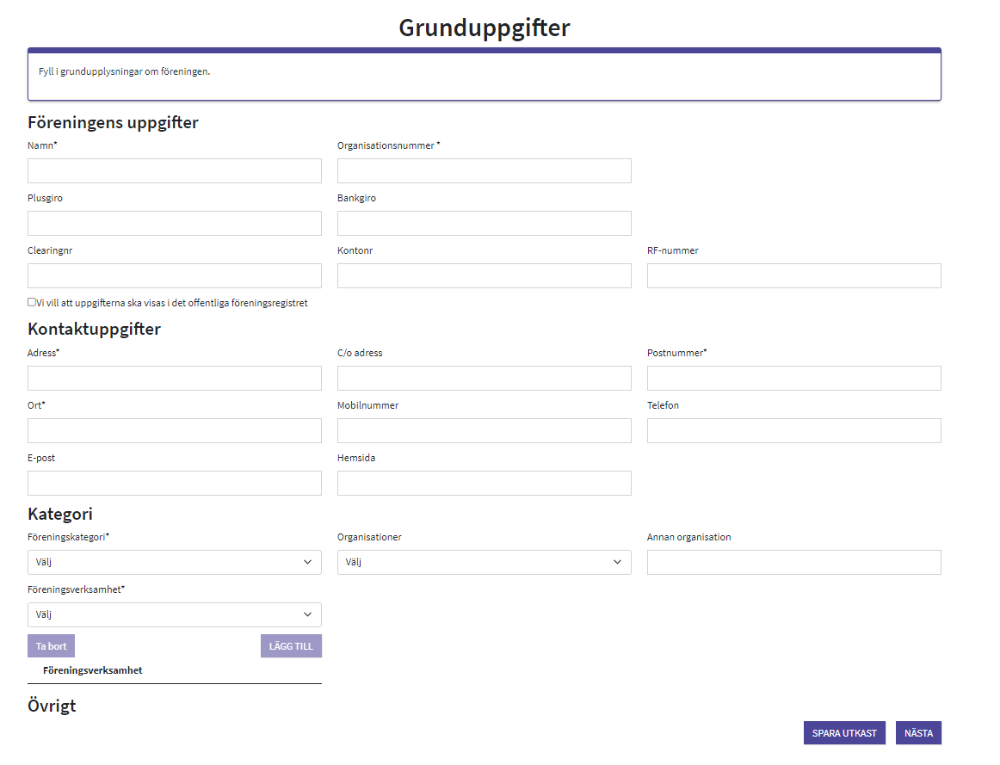 Grunduppgifter
Fyll i grundupplysningar om föreningen.
Föreningens uppgifter
Namn* Organisationsnummer *
Plusgiro Bankgiro
Clearingnr Kontonr RF-nummer
Vi vill att uppgifterna ska visas i det offentliga föreningsregistret
Kontaktuppgifter
Adress* C/o adress Postnummer*
Ort* Mobilnummer Telefon
E-post Hemsida
Kategori
Föreningskategori* Organisationer Annan organisation
Välj Välj
Föreningsverksamhet*
Välj
Ta bort LÄGG TILL
Föreningsverksamhet
Övrigt
SPARA UTKAST NÄSTA